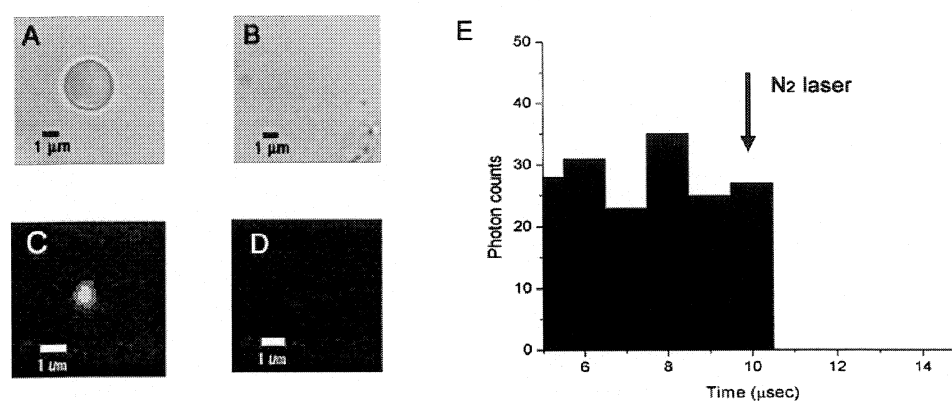 A
1 μm
B
1 μm
C
1 um
D
1 μm
E
50
40
30
20
10
0
Photon counts
N2 laser
6
8
10
12
14
Time (μsec)